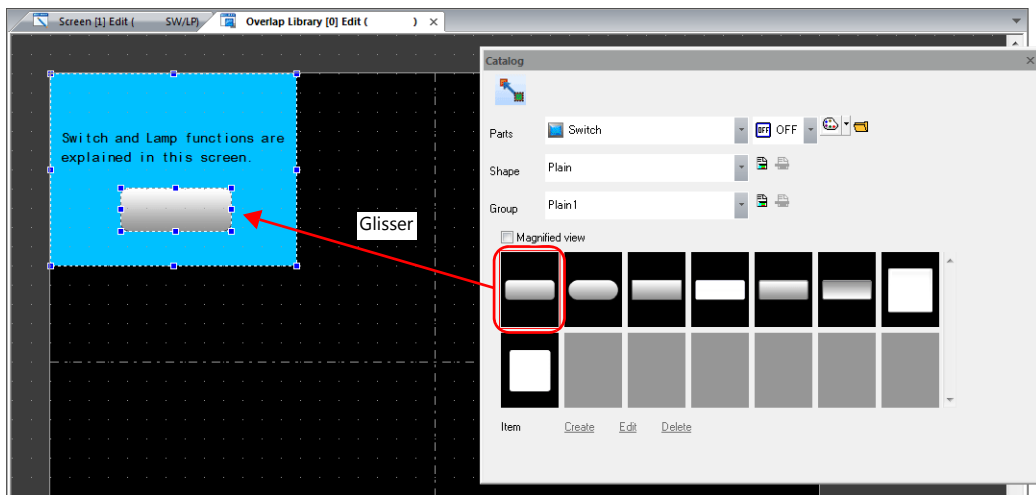 Screen [1] Edit ( SW/LP) Overlap Library [0] Edit ( ) ×
Catalog ×
Parts Switch OFF OFF
Shape Plain
Group Plain1
Magnified view
Switch and Lamp functions are
explained in this screen.
Glisser
Item Create Edit Delete